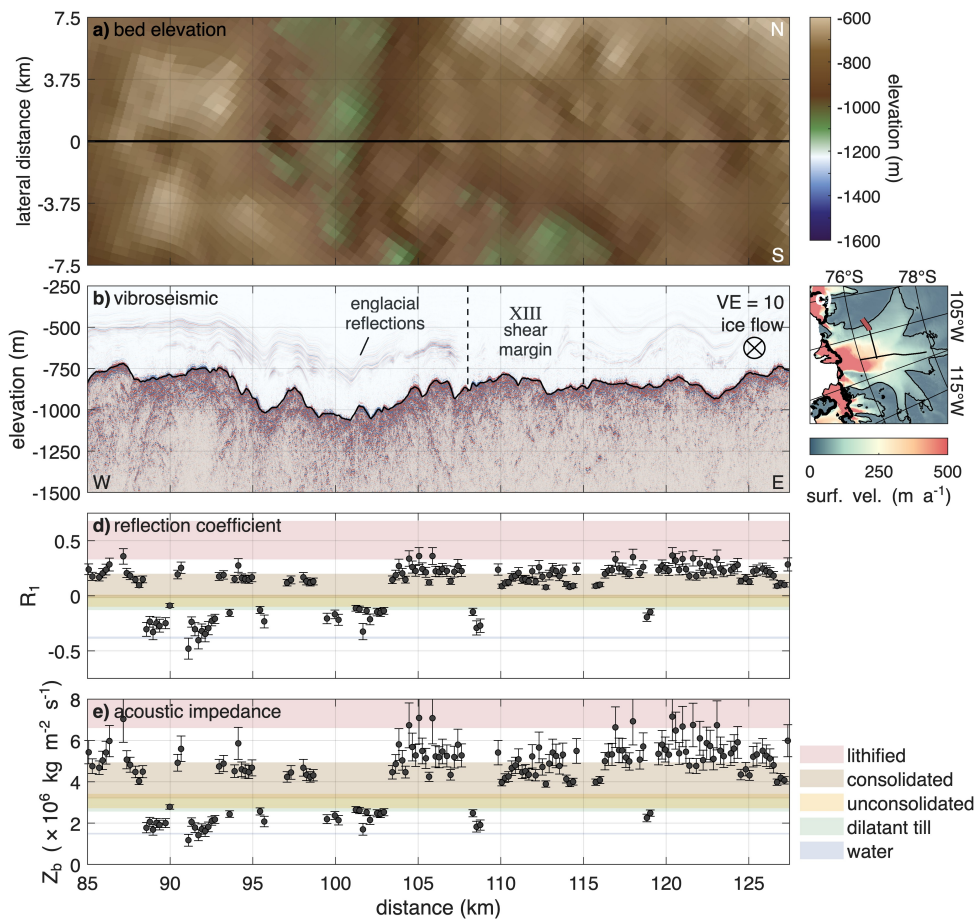 a) bed elevation
N
S
7.5
3.75
0
-3.75
-7.5
lateral distance (km)
-600
-800
-1000
-1200
-1400
-1600
elevation (m)
b) vibroseismic
englacial
reflections
XIII
shear
margin
VE = 10
ice flow
W
E
-250
-500
-750
-1000
-1250
-1500
elevation (m)
76°S
78°S
105°W
115°W
0
250
500
surf. vel. (m a⁻¹)
d) reflection coefficient
0.5
0
-0.5
R₁
e) acoustic impedance
8
6
4
2
0
Z_b ( × 10⁶ kg m⁻² s⁻¹)
85
90
95
100
105
110
115
120
125
distance (km)
lithified
consolidated
unconsolidated
dilatant till
water